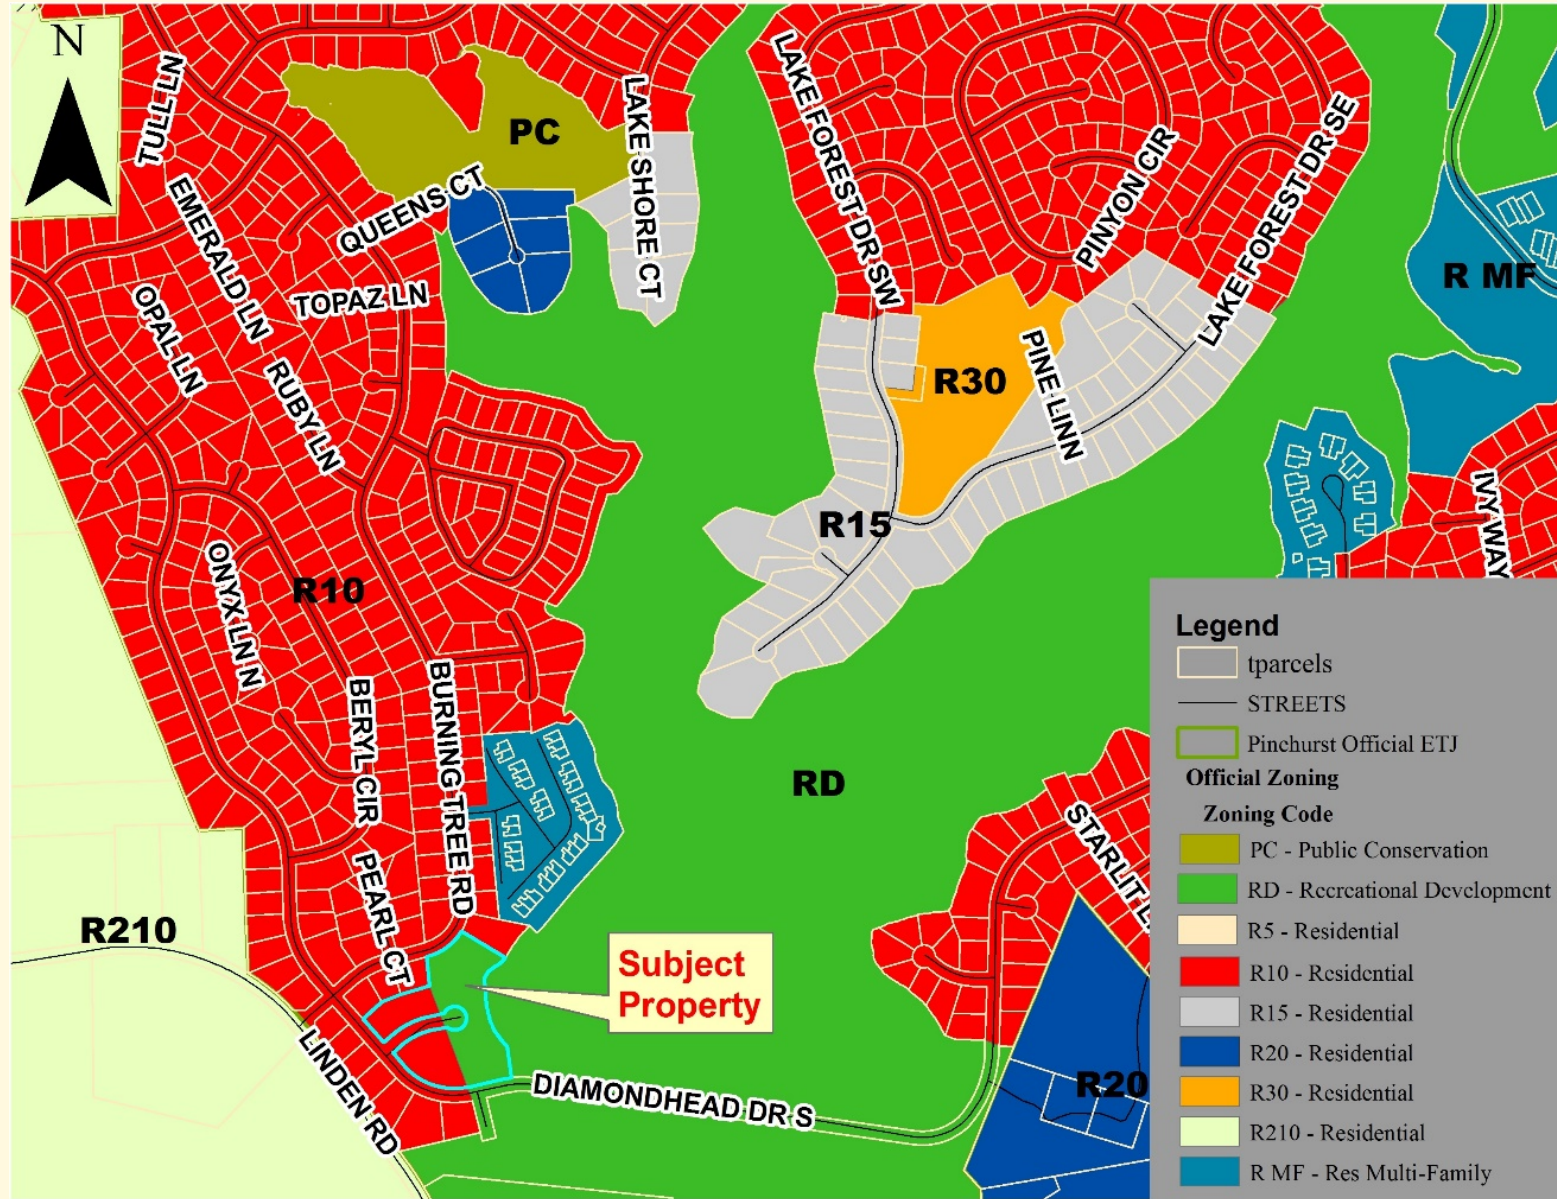 N
TULL LN
PC
LAKE SHORE CT
LAKE FOREST DR SW
PINYON CIR
LAKE FOREST DR SE
QUEENS CT
EMERALD LN
TOPAZ LN
OPAL LN
RUBY LN
R MF
R30
PINE LINN
R15
IVY WAY
ONYX LN N
R10
BERYL CIR
BURNING TREE RD
RD
STARLIT L
PEARL CT
R210
Subject
Property
LINDEN RD
DIAMONDHEAD DR S
R20
Legend
tparcels
STREETS
Pinehurst Official ETJ
Official Zoning
Zoning Code
PC - Public Conservation
RD - Recreational Development
R5 - Residential
R10 - Residential
R15 - Residential
R20 - Residential
R30 - Residential
R210 - Residential
R MF - Res Multi-Family